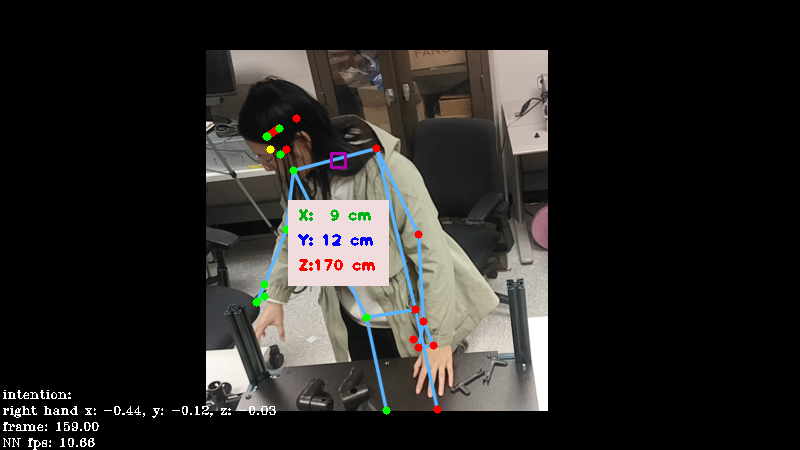 X: 9 cm
Y: 12 cm
Z:170 cm
intention:
right hand x: −0.44, y: −0.12, z: −0.03
frame: 159.00
NN fps: 10.66